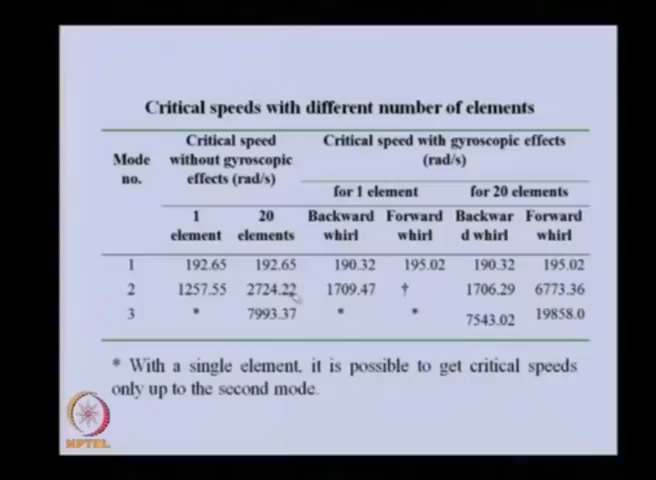 Critical speeds with different number of elements
Critical speed Critical speed with gyroscopic effects
Mode without gyroscopic (rad/s)
no. effects (rad/s)
for 1 element for 20 elements
1 20 Backward Forward Backwar Forward
element elements whirl whirl d whirl whirl
1 192.65 192.65 190.32 195.02 190.32 195.02
2 1257.55 2724.22 1709.47 † 1706.29 6773.36
3 * 7993.37 * * 7543.02 19858.0
* With a single element, it is possible to get critical speeds
only up to the second mode.
NPTEL